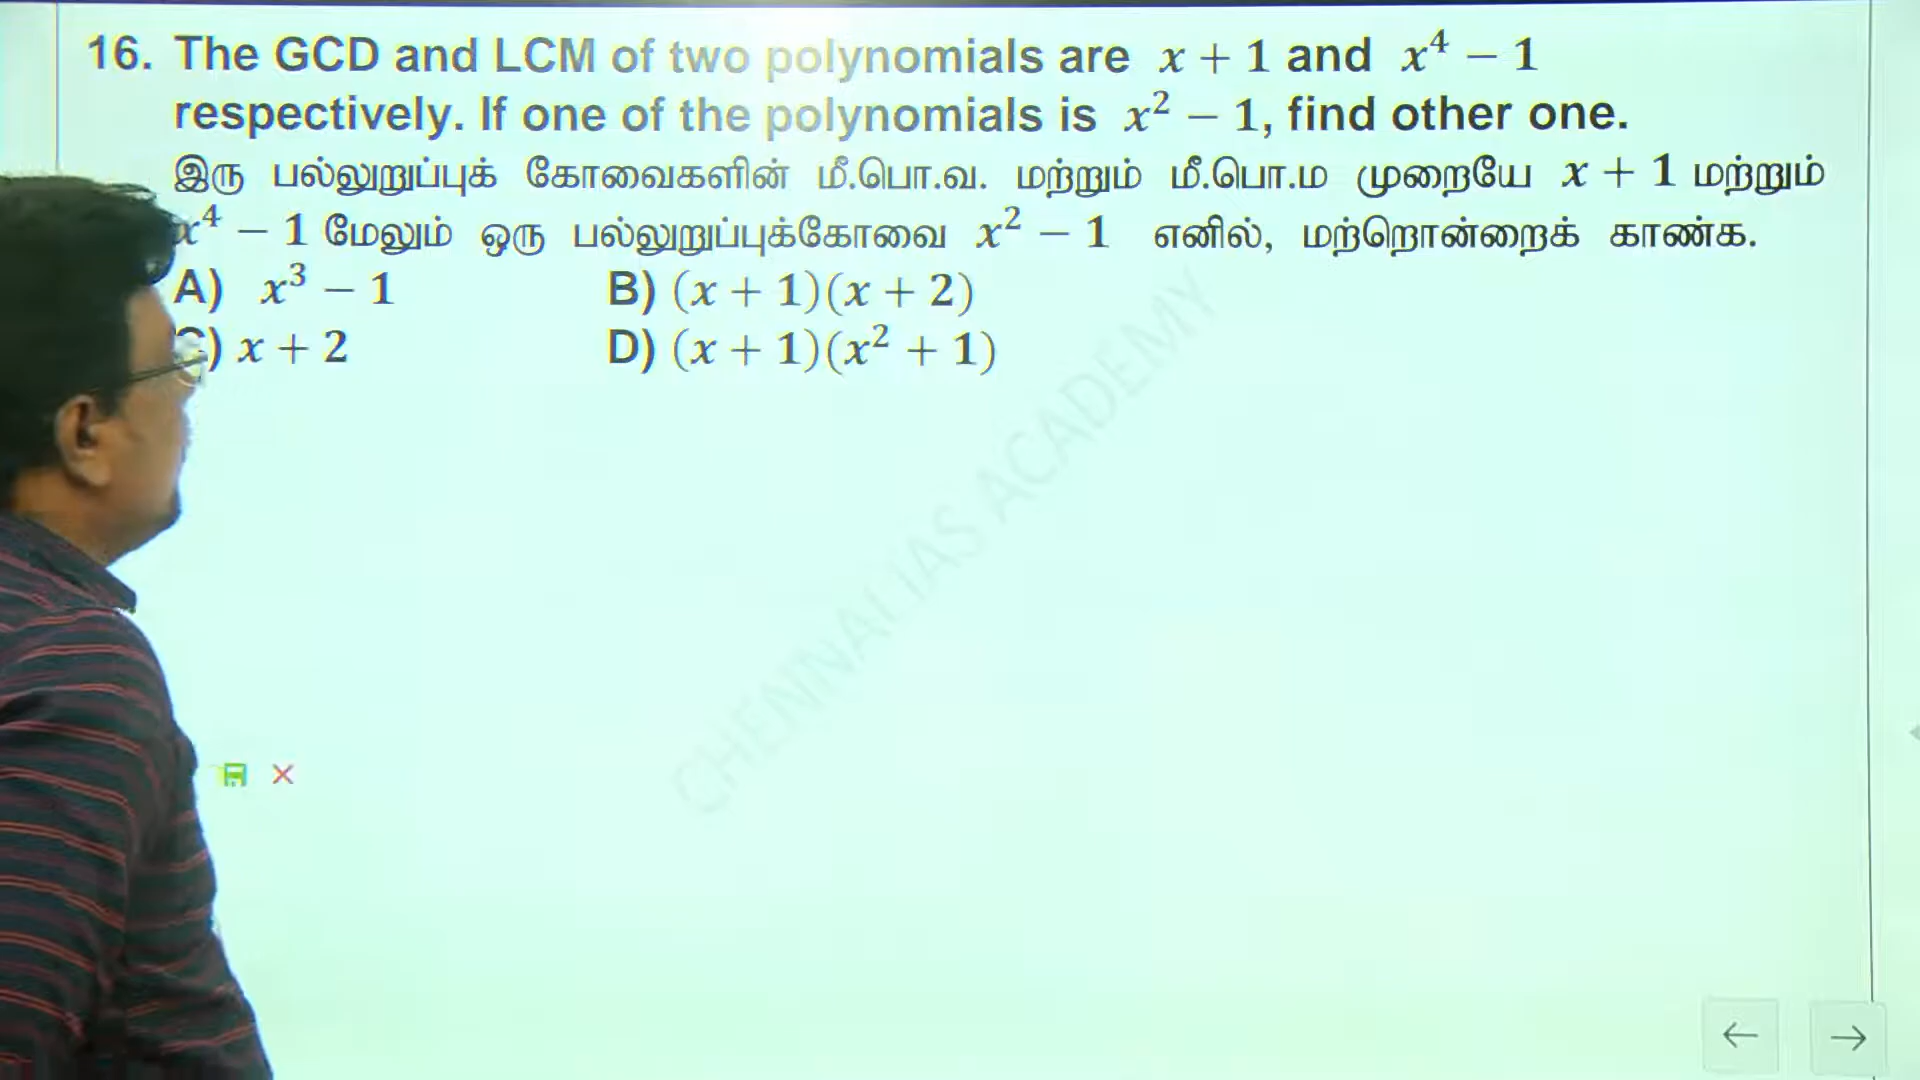 16. The GCD and LCM of two polynomials are x + 1 and x⁴ − 1
respectively. If one of the polynomials is x² − 1, find other one.
இரு பல்லுறுப்புக் கோவைகளின் மீ.பொ.வ. மற்றும் மீ.பொ.ம முறையே x + 1 மற்றும்
x⁴ − 1 மேலும் ஒரு பல்லுறுப்புக்கோவை x² − 1 எனில், மற்றொன்றைக் காண்க.
A) x³ − 1 B) (x + 1)(x + 2)
C) x + 2 D) (x + 1)(x² + 1)
CHENNAI IAS ACADEMY